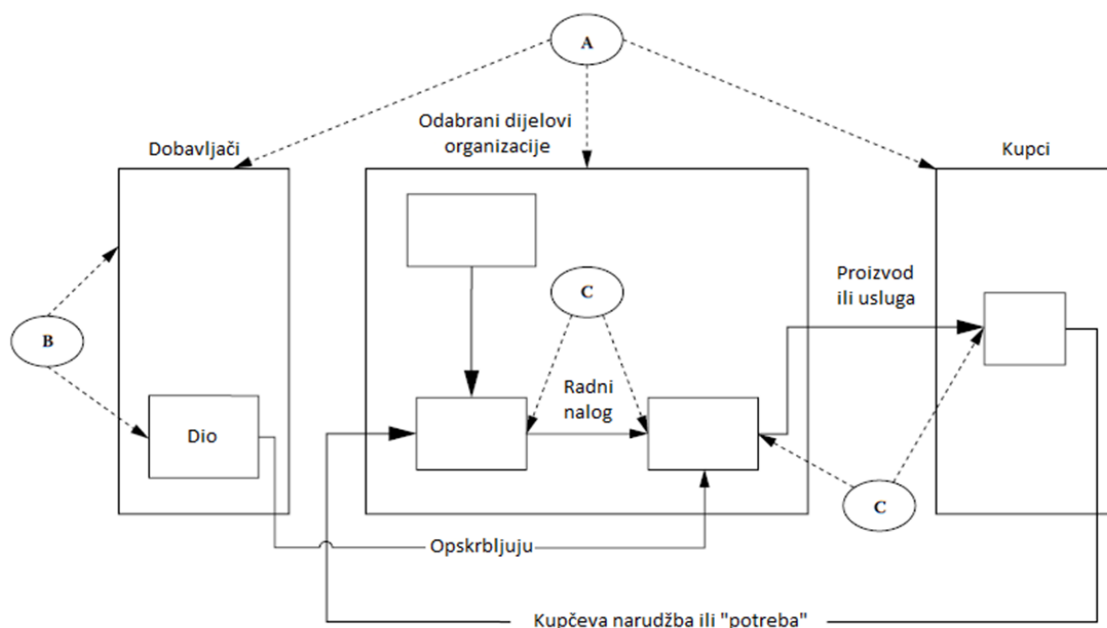 A
Odabrani dijelovi
organizacije
Dobavljači
Kupci
C
Proizvod
ili usluga
B
Radni
nalog
Dio
C
Opskrbljuju
Kupčeva narudžba ili "potreba"